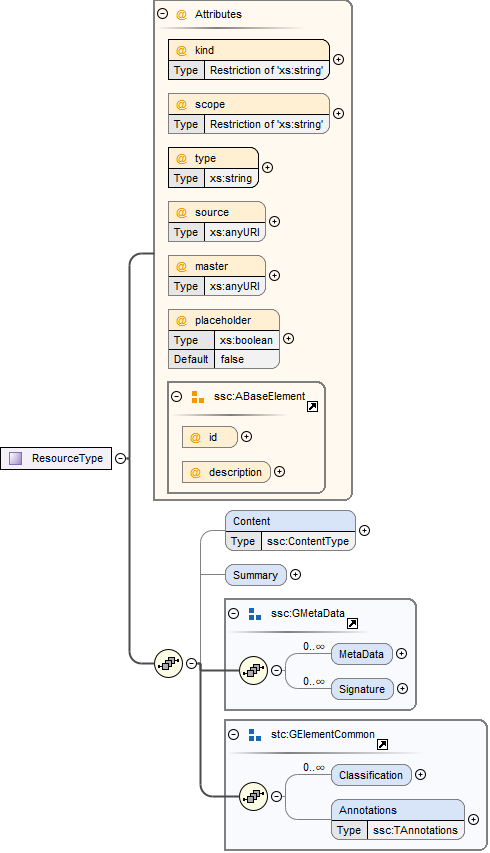 Attributes
@ kind
Type Restriction of 'xs:string'
@ scope
Type Restriction of 'xs:string'
@ type
Type xs:string
@ source
Type xs:anyURI
@ master
Type xs:anyURI
@ placeholder
Type xs:boolean
Default false
ssc:ABaseElement
@ id
@ description
ResourceType
Content
Type ssc:ContentType
Summary
ssc:GMetaData
0..∞
MetaData
0..∞
Signature
stc:GElementCommon
0..∞
Classification
Annotations
Type ssc:TAnnotations